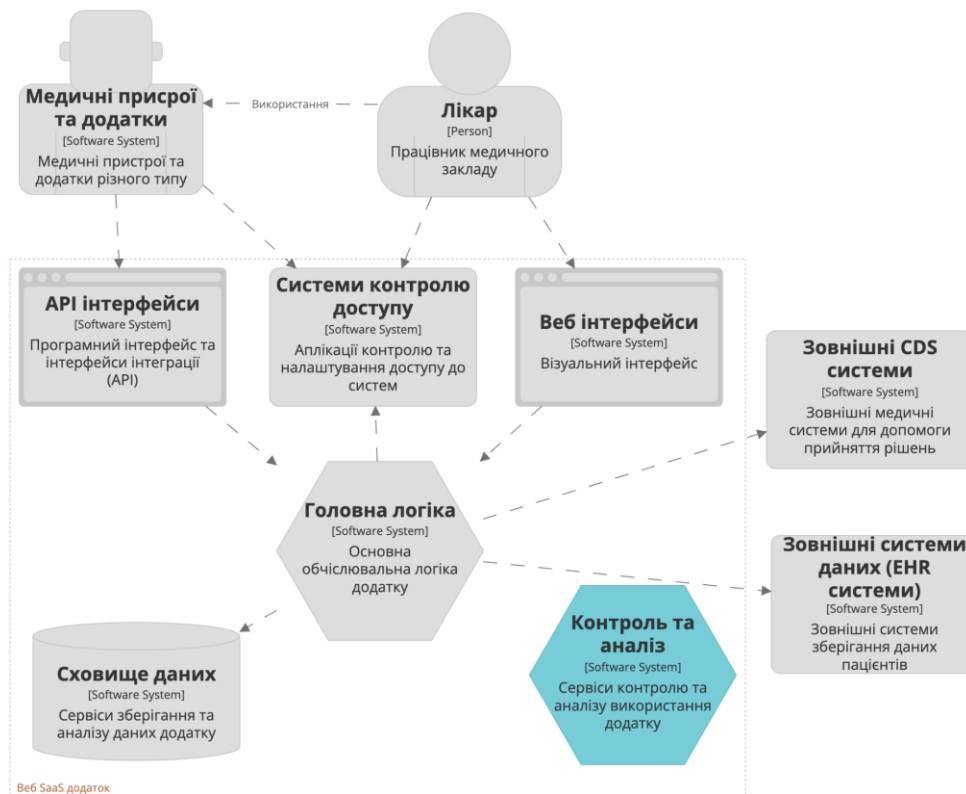 Медичні присрої
та додатки
[Software System]
Медичні пристрої та
додатки різного типу
Використання
Лікар
[Person]
Працівник медичного
закладу
API інтерфейси
[Software System]
Програмний інтерфейс та
інтерфейси інтеграції
(API)
Системи контролю
доступу
[Software System]
Аплікації контролю та
налаштування доступу до
систем
Веб інтерфейси
[Software System]
Візуальний інтерфейс
Зовнішні CDS
системи
[Software System]
Зовнішні медичні
системи для допомоги
прийняття рішень
Головна логіка
[Software System]
Основна
обчіслювальна логіка
додатку
Зовнішні системи
даних (EHR
системи)
[Software System]
Зовнішні системи
зберігання даних
пацієнтів
Контроль та
аналіз
[Software System]
Сервіси контролю та
аналізу використання
додатку
Сховище даних
[Software System]
Сервіси зберігання та
аналізу даних додатку
Веб SaaS додаток